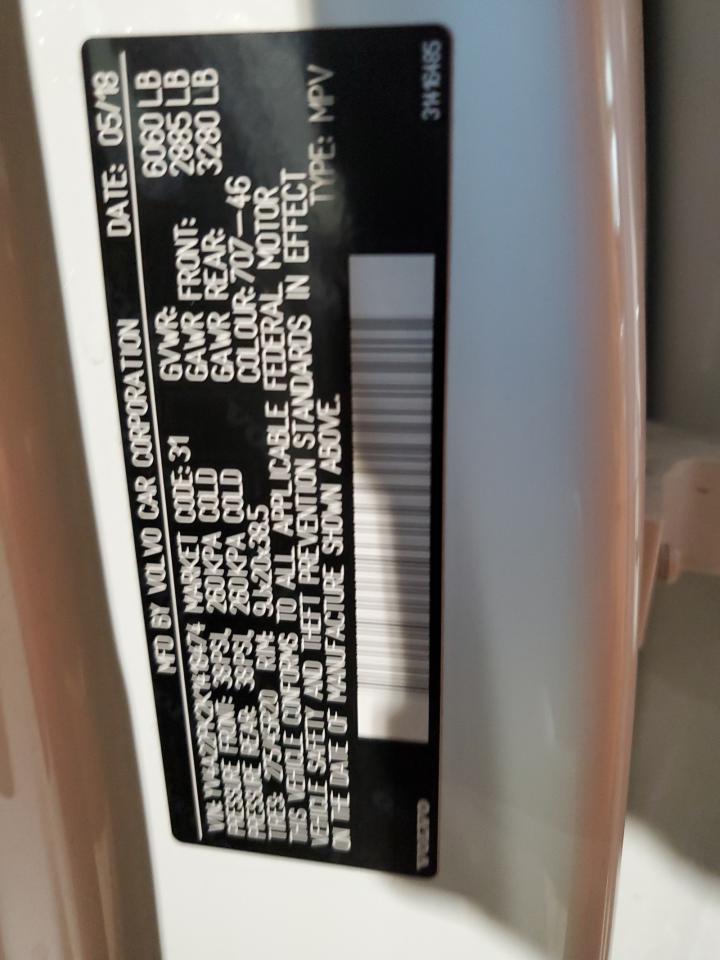 MFD BY VOLVO CAR CORPORATION DATE: 05/18
GVWR: 6060 LB
VIN: MARKET CODE: 31 GAWR FRONT: 2885 LB
PRESSURE FRONT: 38PSI, 260KPA COLD GAWR REAR: 3280 LB
PRESSURE REAR: 38PSI, 260KPA COLD COLOUR: 707-46
TIRES: 275/45R20 RIM: 9Jx20x38.5
THIS VEHICLE CONFORMS TO ALL APPLICABLE FEDERAL MOTOR
VEHICLE SAFETY AND THEFT PREVENTION STANDARDS IN EFFECT
ON THE DATE OF MANUFACTURE SHOWN ABOVE. TYPE: MPV
VOLVO 31416485